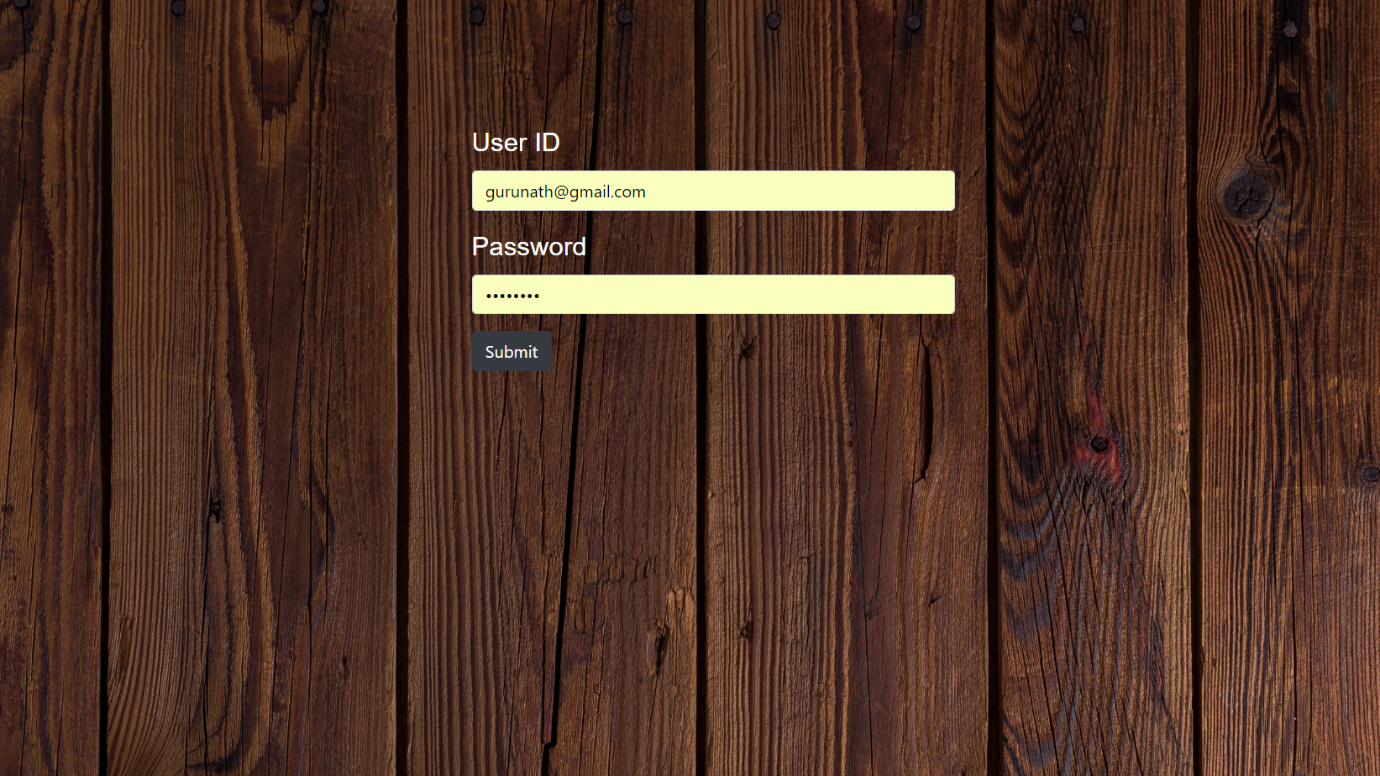 User ID
gurunath@gmail.com
Password
••••••••
Submit